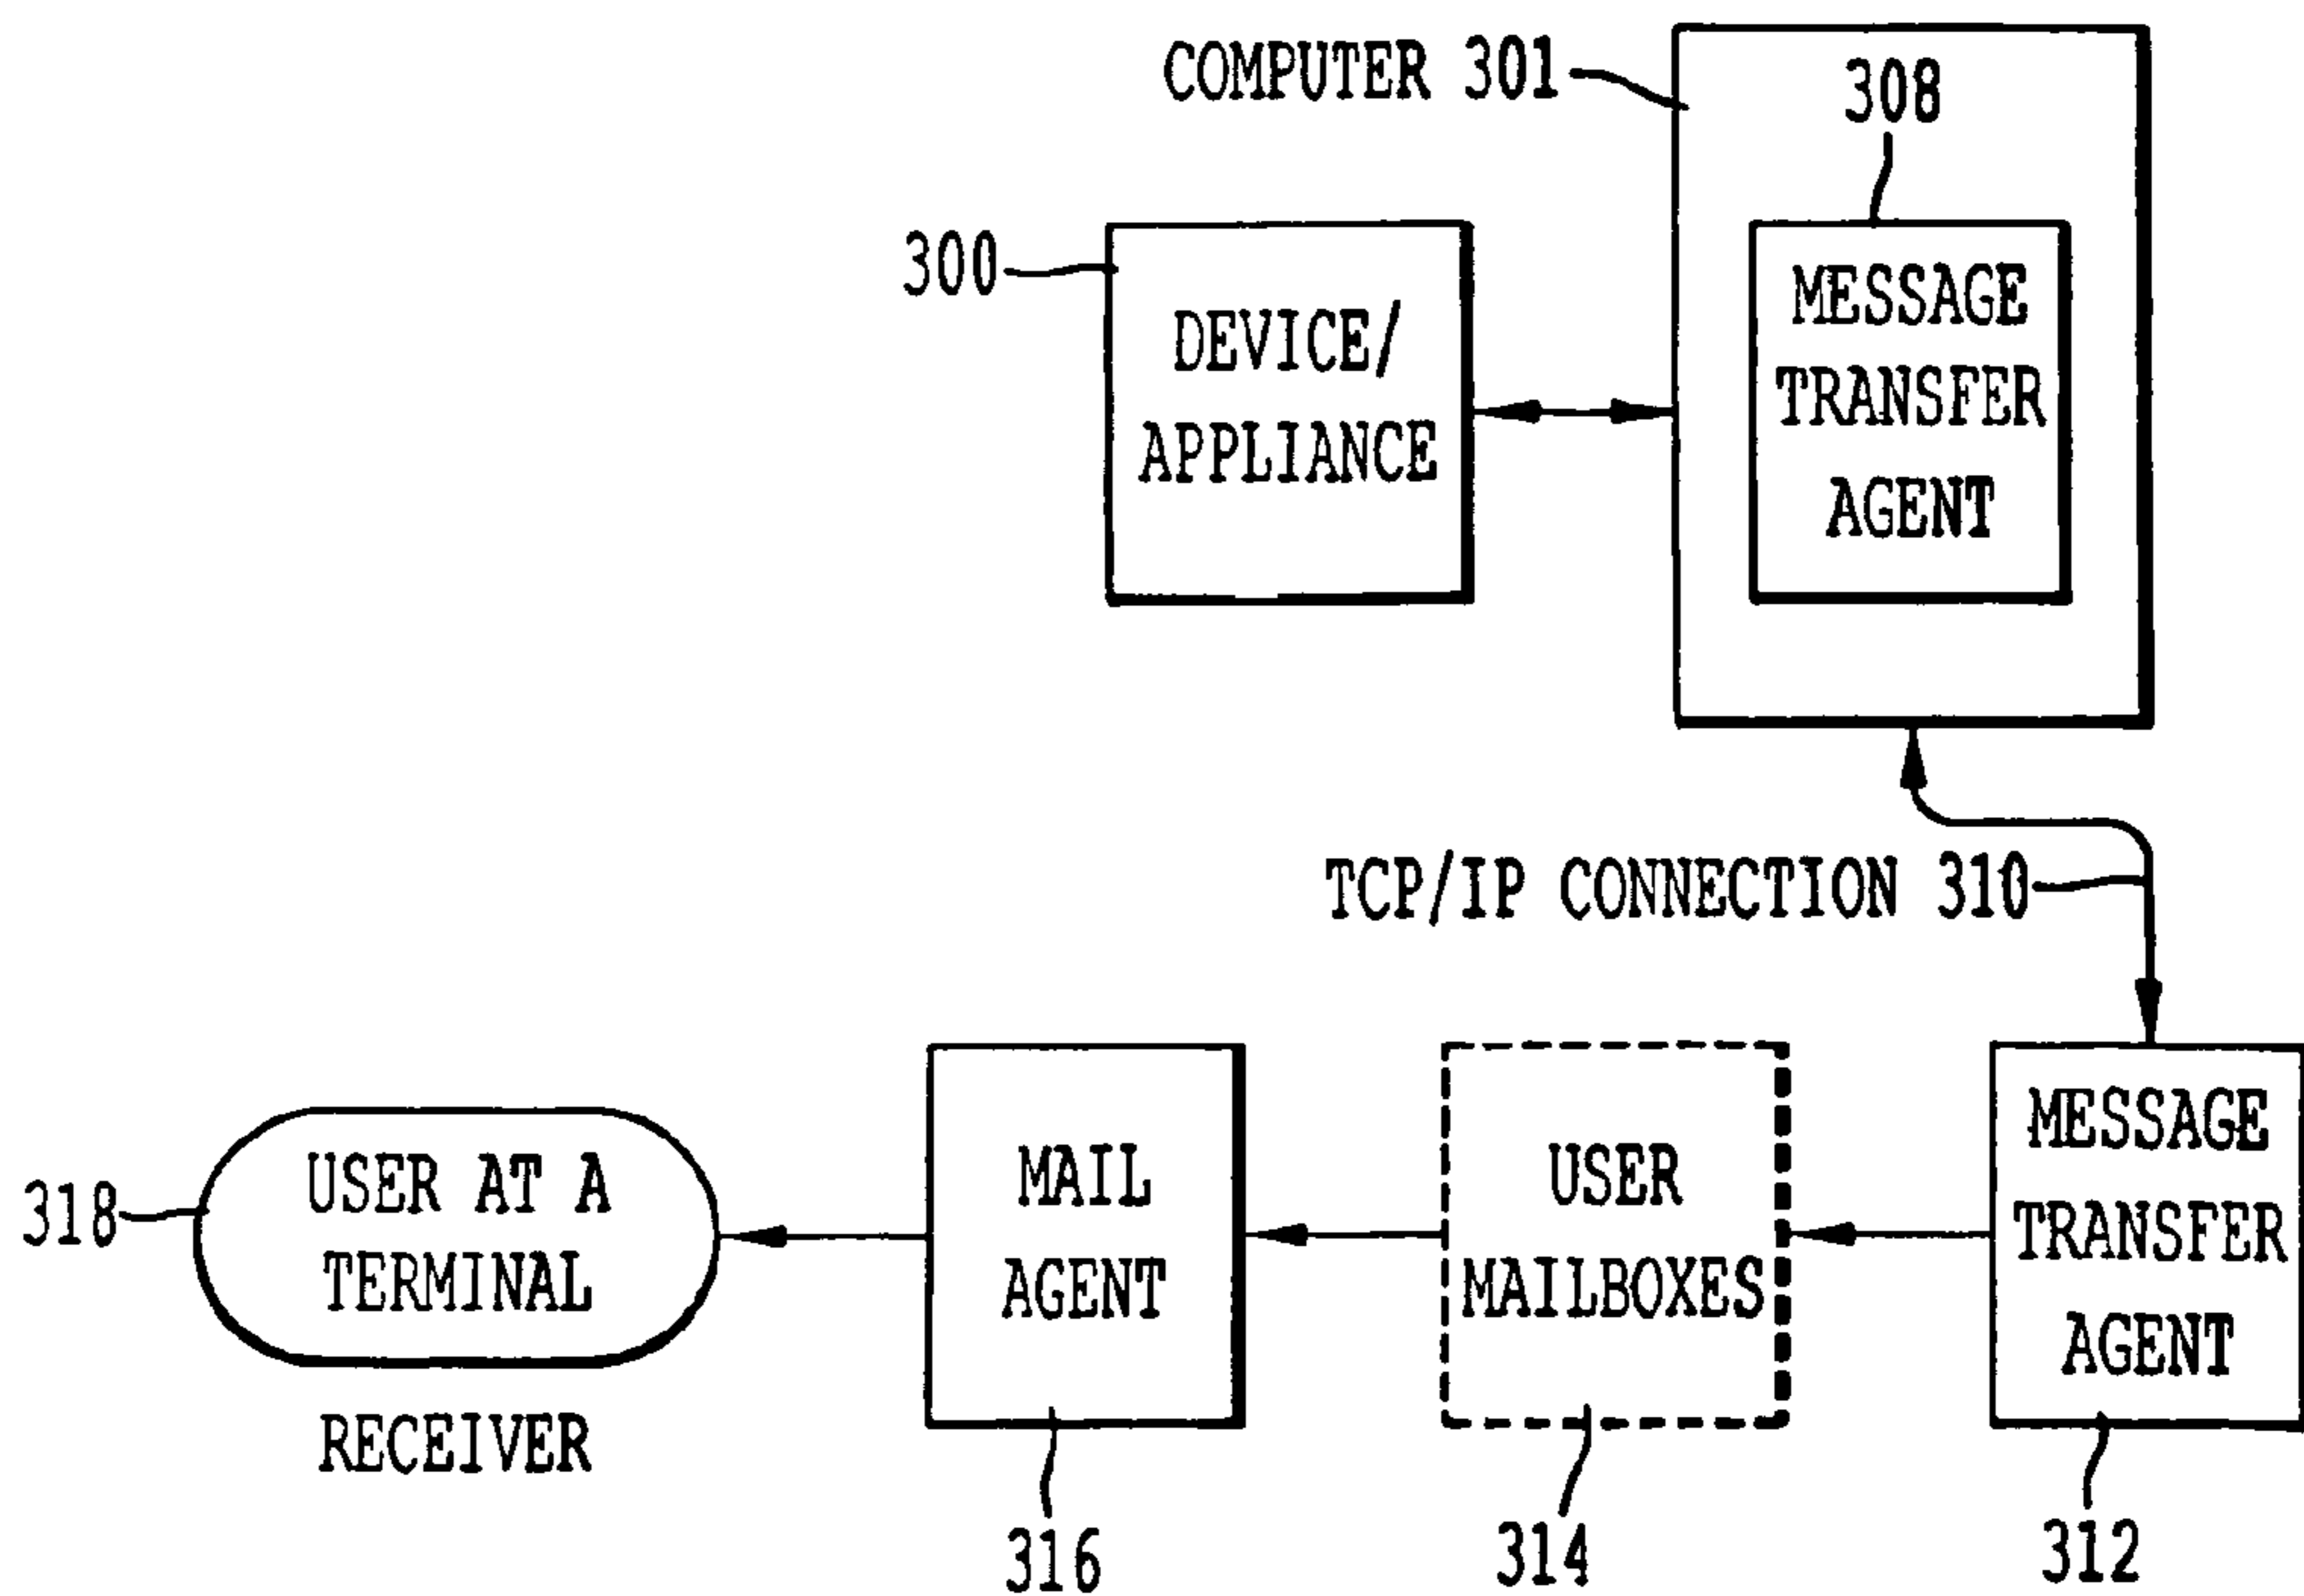 COMPUTER 301
308
300
DEVICE/
APPLIANCE
MESSAGE
TRANSFER
AGENT
TCP/IP CONNECTION 310
318
USER AT A
TERMINAL
RECEIVER
MAIL
AGENT
316
USER
MAILBOXES
314
MESSAGE
TRANSFER
AGENT
312